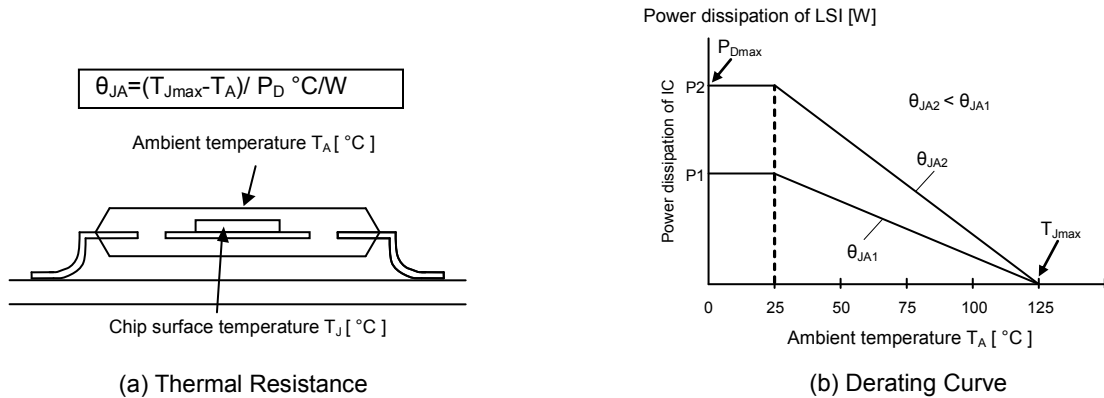 θJA=(TJmax-TA)/ PD °C/W
Ambient temperature TA [ °C ]
Chip surface temperature TJ [ °C ]
(a) Thermal Resistance
Power dissipation of LSI [W]
PDmax
P2
θJA2 < θJA1
Power dissipation of IC
θJA2
P1
TJmax
θJA1
0 25 50 75 100 125
Ambient temperature TA [ °C ]
(b) Derating Curve